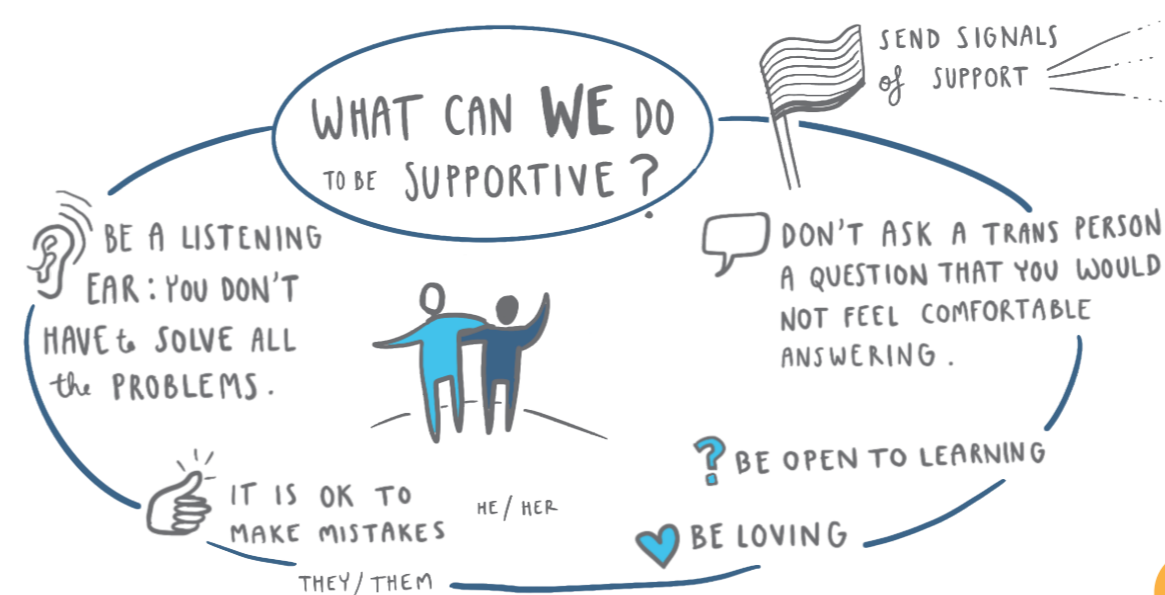 WHAT CAN WE DO
TO BE SUPPORTIVE?
SEND SIGNALS
of SUPPORT
DON'T ASK A TRANS PERSON
A QUESTION THAT YOU WOULD
NOT FEEL COMFORTABLE
ANSWERING.
? BE OPEN TO LEARNING
BE LOVING
HE/HER
THEY/THEM
IT IS OK TO
MAKE MISTAKES
BE A LISTENING
EAR: YOU DON'T
HAVE to SOLVE ALL
the PROBLEMS.